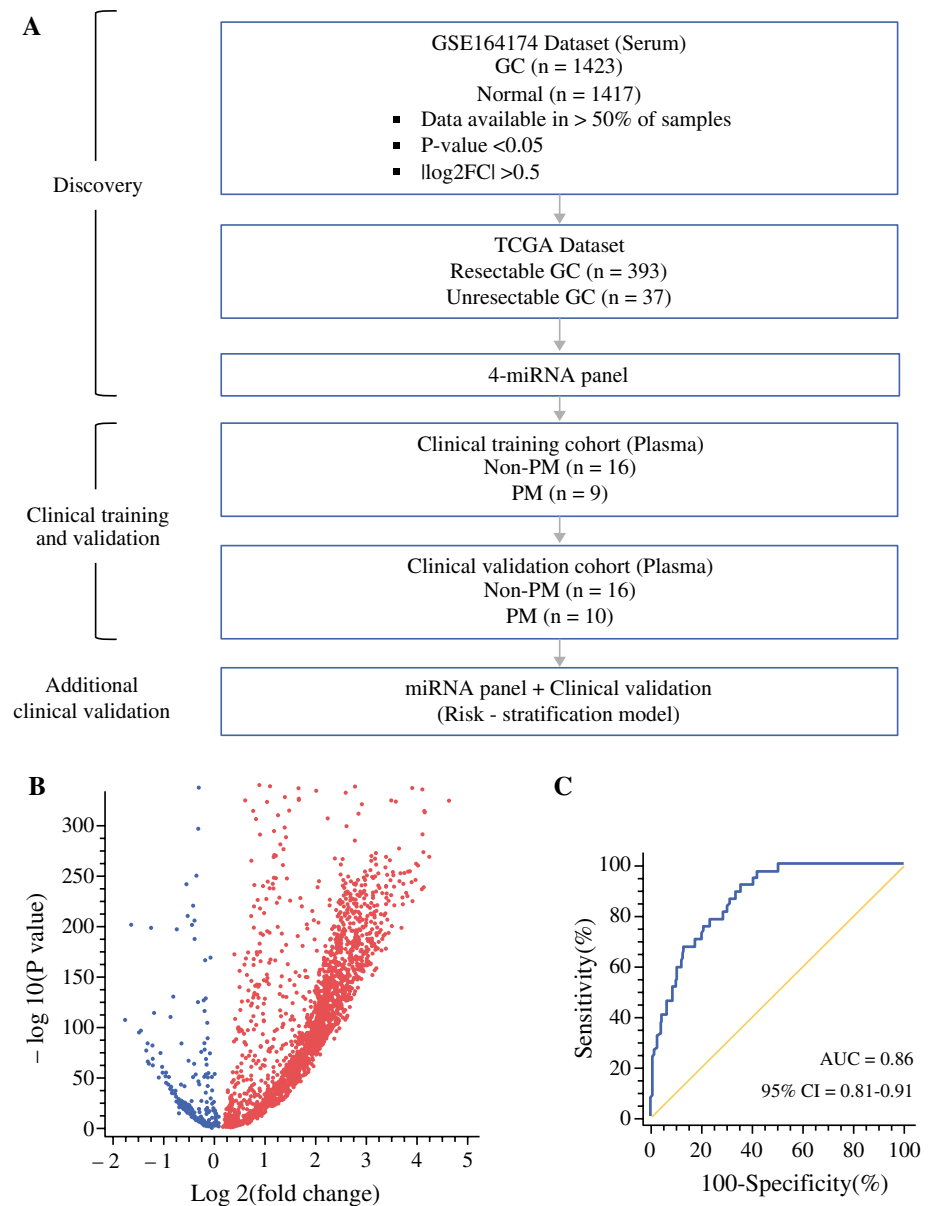 A
Discovery
GSE164174 Dataset (Serum)
GC (n = 1423)
Normal (n = 1417)
▪ Data available in > 50% of samples
▪ P-value <0.05
▪ |log2FC| >0.5
TCGA Dataset
Resectable GC (n = 393)
Unresectable GC (n = 37)
4-miRNA panel
Clinical training
and validation
Clinical training cohort (Plasma)
Non-PM (n = 16)
PM (n = 9)
Clinical validation cohort (Plasma)
Non-PM (n = 16)
PM (n = 10)
Additional
clinical validation
miRNA panel + Clinical validation
(Risk - stratification model)
B
− log 10(P value)
300
250
200
150
100
50
0
− 2 − 1 0 1 2 3 4 5
Log 2(fold change)
C
Sensitivity(%)
100
80
60
40
20
0
AUC = 0.86
95% CI = 0.81-0.91
0 20 40 60 80 100
100-Specificity(%)